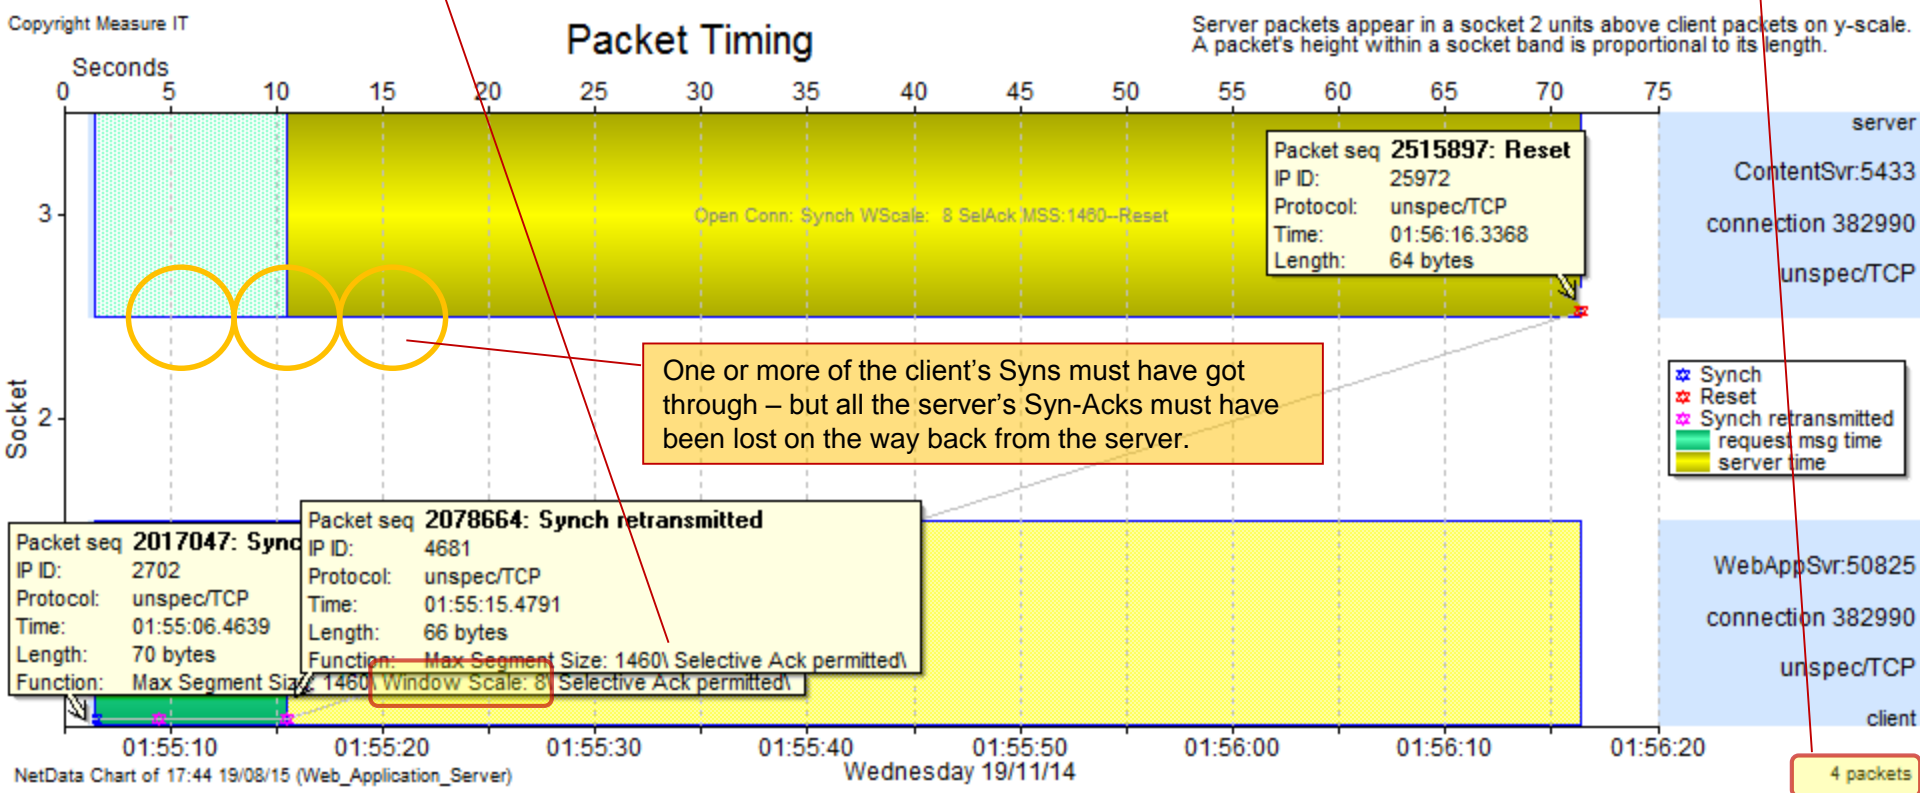 Copyright Measure IT
Packet Timing
Server packets appear in a socket 2 units above client packets on y-scale.
A packet's height within a socket band is proportional to its length.
Seconds
0 5 10 15 20 25 30 35 40 45 50 55 60 65 70 75
server
ContentSvr:5433
connection 382990
unspec/TCP
Packet seq 2515897: Reset
IP ID: 25972
Protocol: unspec/TCP
Time: 01:56:16.3368
Length: 64 bytes
3
Open Conn: Synch WScale: 8 SelAck MSS:1460--Reset
One or more of the client's Syns must have got
through – but all the server's Syn-Acks must have
been lost on the way back from the server.
Synch
Reset
Synch retransmitted
request msg time
server time
Socket
2
Packet seq 2017047: Sync
IP ID: 2702
Protocol: unspec/TCP
Time: 01:55:06.4639
Length: 70 bytes
Function: Max Segment Siz : 1460\ Window Scale: 8\ Selective Ack permitted\
Packet seq 2078664: Synch retransmitted
IP ID: 4681
Protocol: unspec/TCP
Time: 01:55:15.4791
Length: 66 bytes
Function: Max Segment Size: 1460\ Selective Ack permitted\
WebAppSvr:50825
connection 382990
unspec/TCP
client
01:55:10 01:55:20 01:55:30 01:55:40 01:55:50 01:56:00 01:56:10 01:56:20
NetData Chart of 17:44 19/08/15 (Web_Application_Server)
Wednesday 19/11/14
4 packets